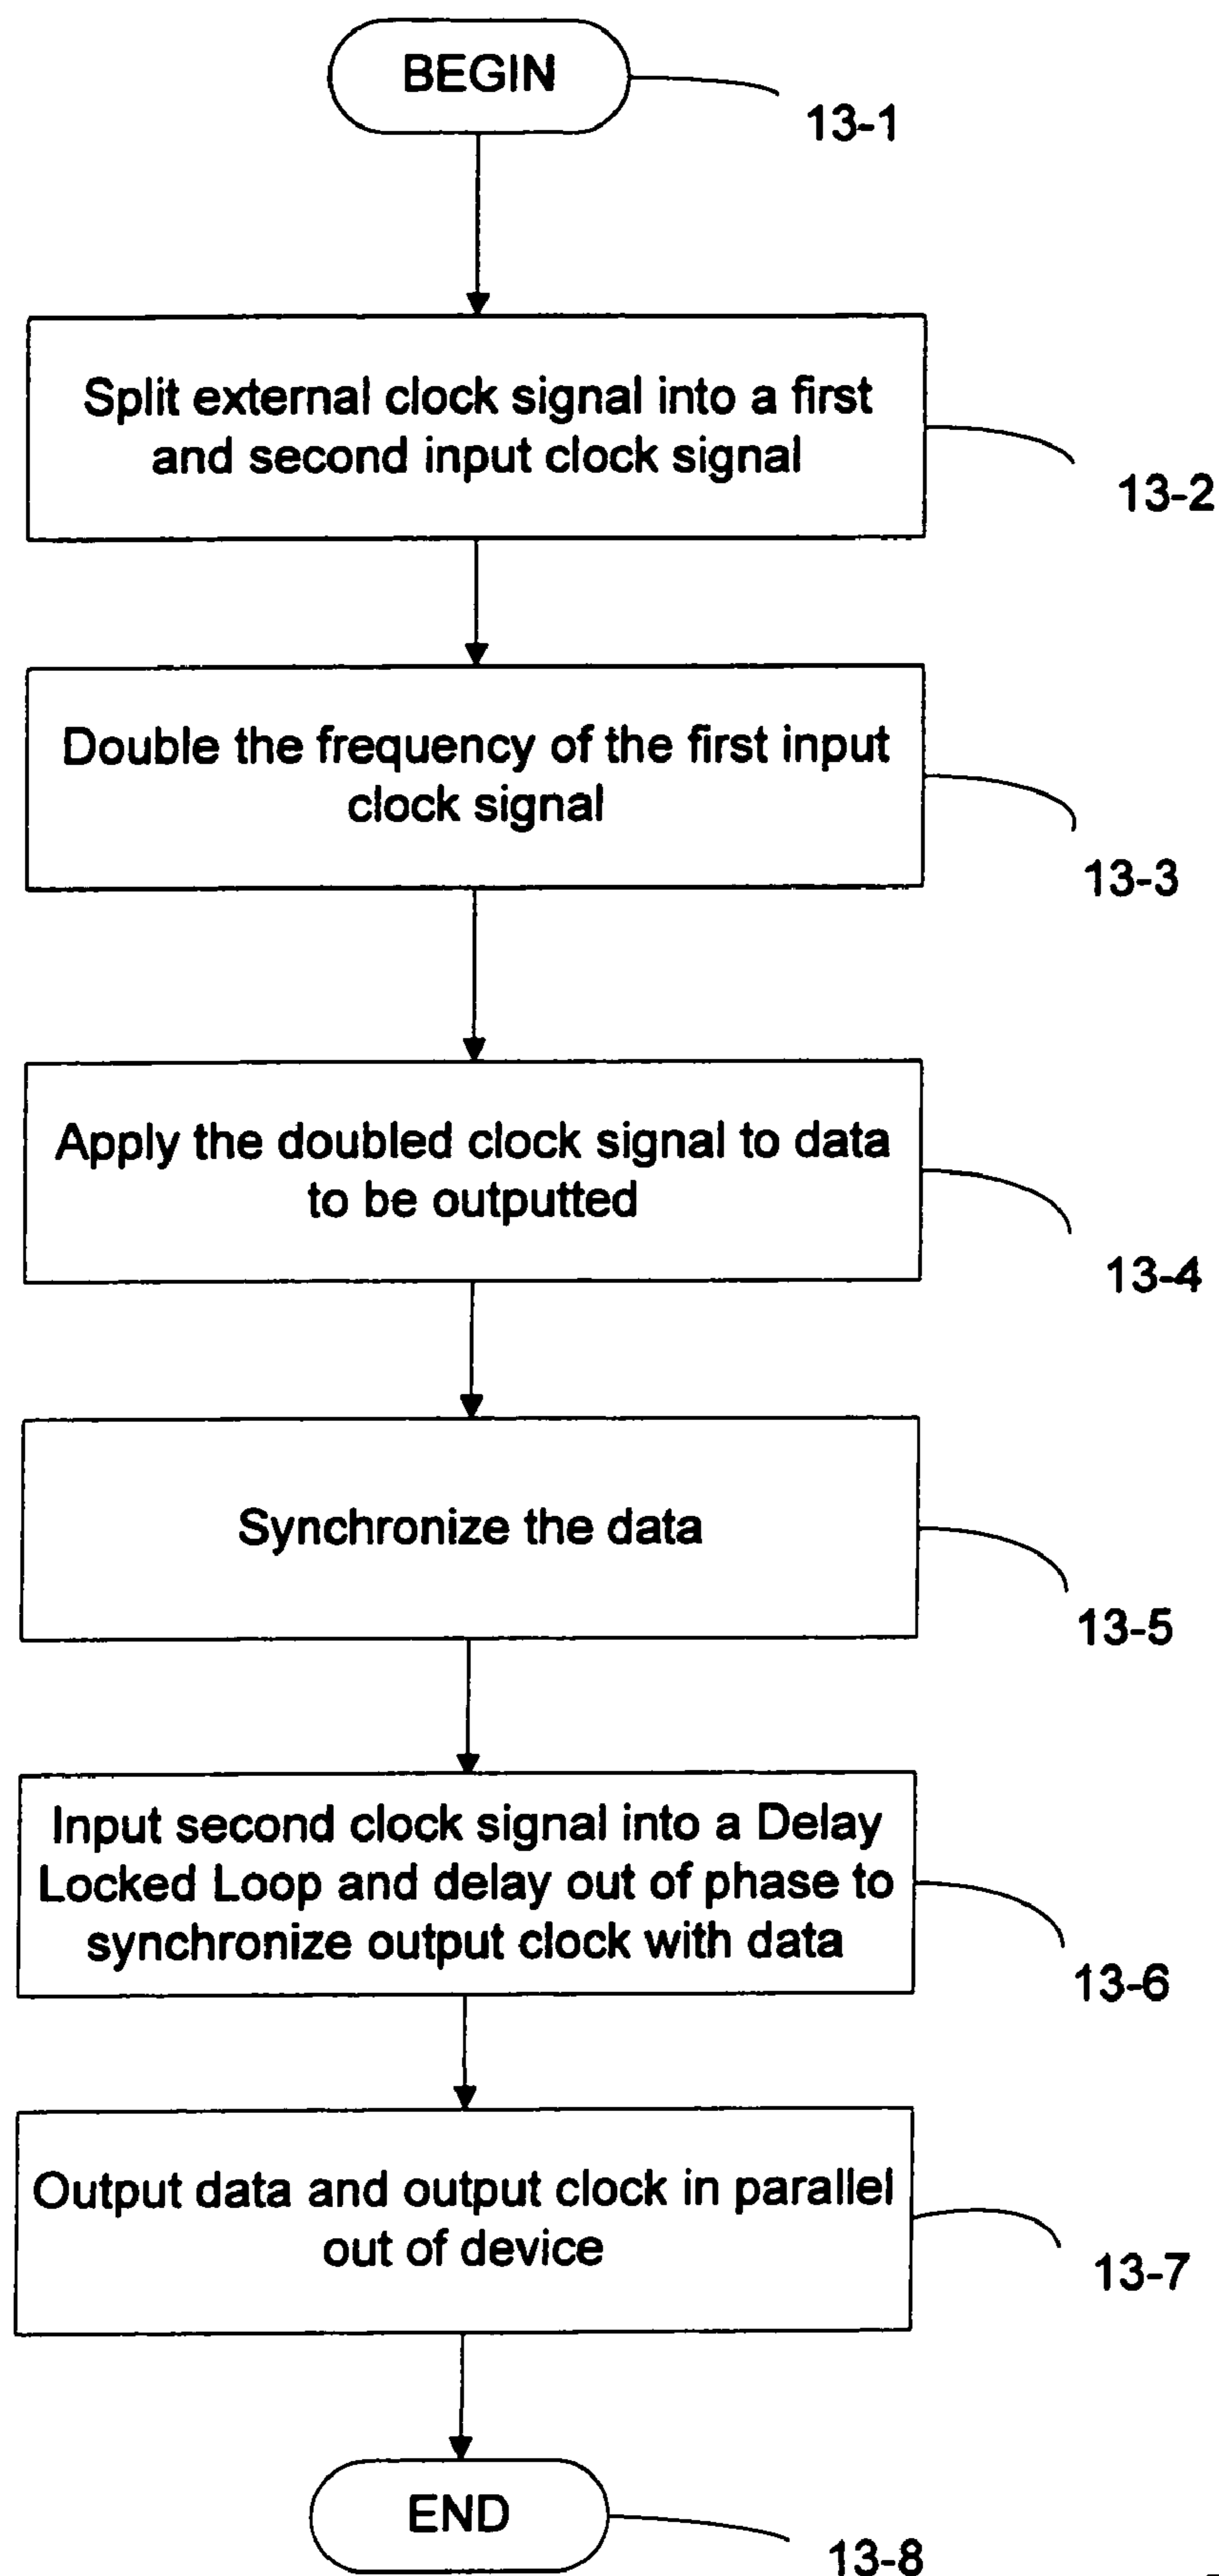 BEGIN
13-1
Split external clock signal into a first
and second input clock signal
13-2
Double the frequency of the first input
clock signal
13-3
Apply the doubled clock signal to data
to be outputted
13-4
Synchronize the data
13-5
Input second clock signal into a Delay
Locked Loop and delay out of phase to
synchronize output clock with data
13-6
Output data and output clock in parallel
out of device
13-7
END
13-8